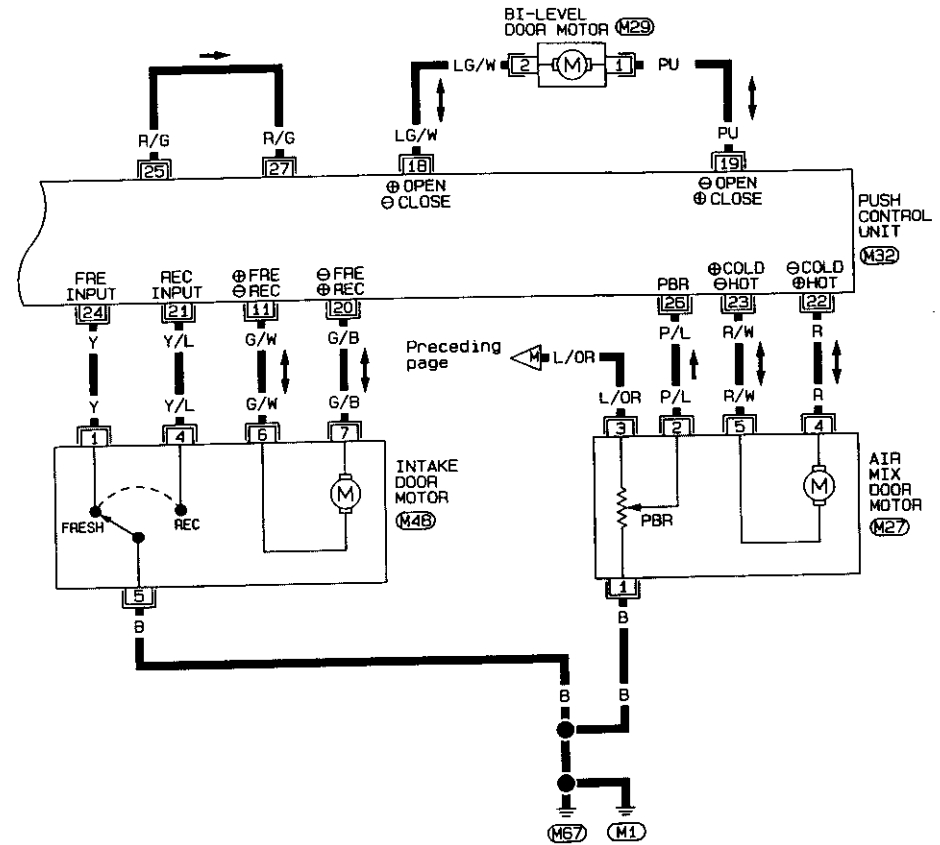 BI-LEVEL
DOOR MOTOR M29
LG/W 2 M 1 PU
R/G R/G LG/W PU
25 27 18 19
⊕ OPEN
⊖ CLOSE
⊖ OPEN
⊕ CLOSE
PUSH
CONTROL
UNIT
M32
FRE
INPUT
REC
INPUT
⊕ FRE
⊖ REC
⊖ FRE
⊕ REC
PBR
⊕COLD
⊖HOT
⊖COLD
⊕HOT
24 21 11 20 26 23 22
Y Y/L G/W G/B P/L R/W R
Preceding
page
M L/OR
Y Y/L G/W G/B L/OR P/L R/W R
1 4 6 7 3 2 5 4
FRESH REC M
INTAKE
DOOR
MOTOR
M48
PBR M
AIR
MIX
DOOR
MOTOR
M27
5 1
B B
B B
M67 M1